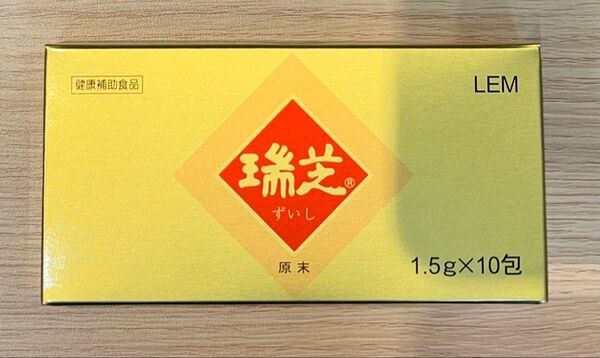 健康補助食品
LEM
瑞芝®
ずいし
原末
1.5g×10包